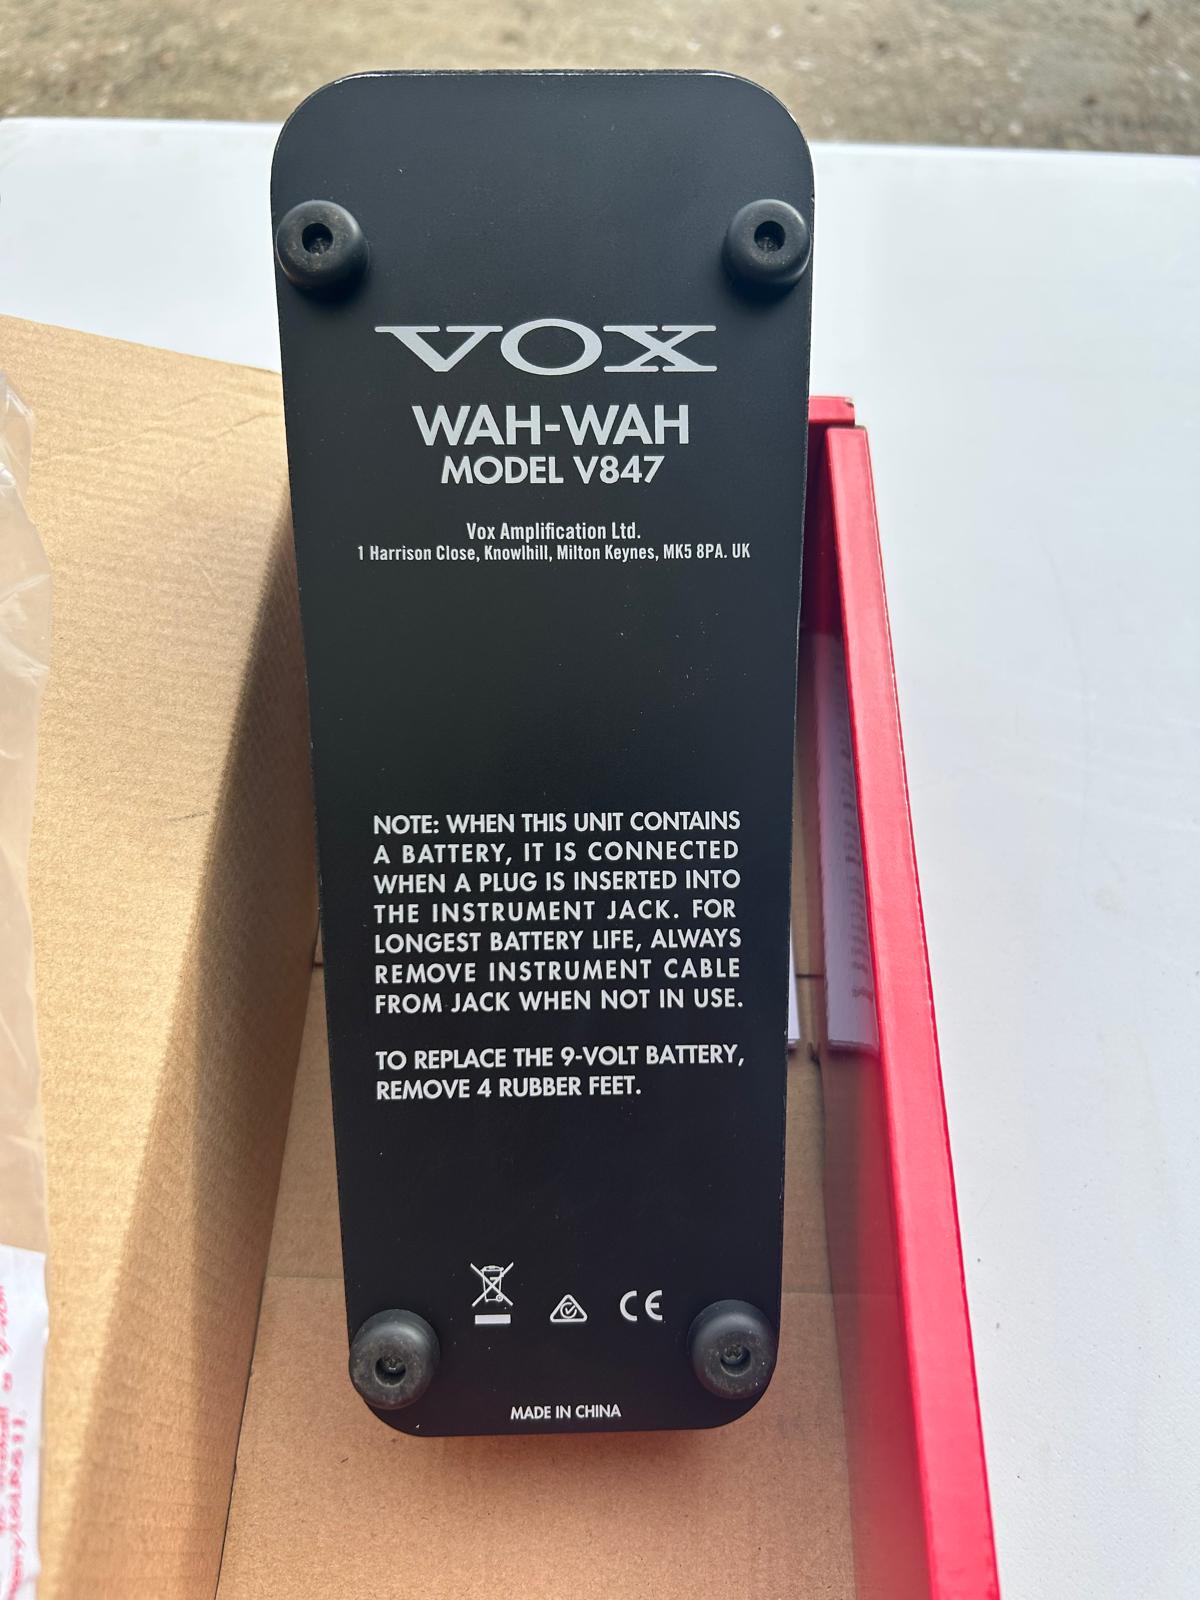 VOX
WAH-WAH
MODEL V847
Vox Amplification Ltd.
1 Harrison Close, Knowlhill, Milton Keynes, MK5 8PA. UK
NOTE: WHEN THIS UNIT CONTAINS
A BATTERY, IT IS CONNECTED
WHEN A PLUG IS INSERTED INTO
THE INSTRUMENT JACK. FOR
LONGEST BATTERY LIFE, ALWAYS
REMOVE INSTRUMENT CABLE
FROM JACK WHEN NOT IN USE.
TO REPLACE THE 9-VOLT BATTERY,
REMOVE 4 RUBBER FEET.
CE
MADE IN CHINA